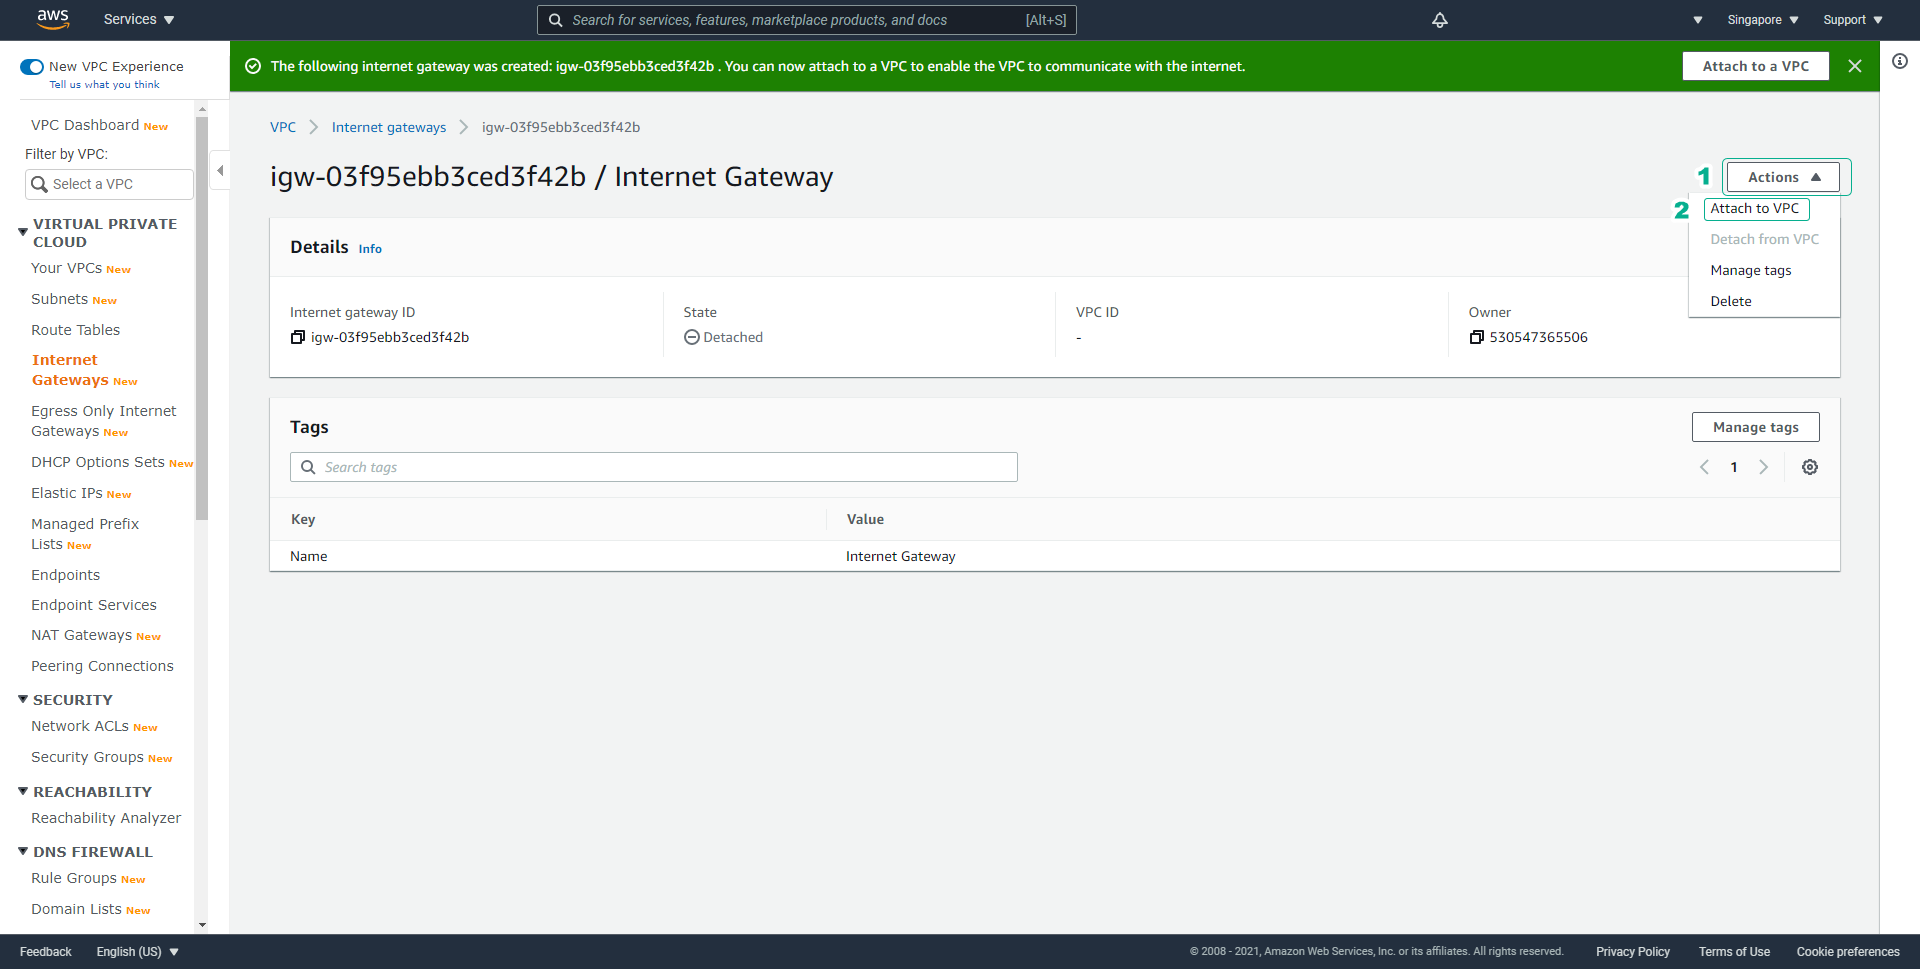 aws
Services
Search for services, features, marketplace products, and docs
[Alt+S]
Singapore
Support
New VPC Experience
Tell us what you think
The following internet gateway was created: igw-03f95ebb3ced3f42b . You can now attach to a VPC to enable the VPC to communicate with the internet.
Attach to a VPC
VPC Dashboard New
Filter by VPC:
Select a VPC
VIRTUAL PRIVATE
CLOUD
Your VPCs New
Subnets New
Route Tables
Internet
Gateways New
Egress Only Internet
Gateways New
DHCP Options Sets New
Elastic IPs New
Managed Prefix
Lists New
Endpoints
Endpoint Services
NAT Gateways New
Peering Connections
SECURITY
Network ACLs New
Security Groups New
REACHABILITY
Reachability Analyzer
DNS FIREWALL
Rule Groups New
Domain Lists New
VPC
Internet gateways
igw-03f95ebb3ced3f42b
igw-03f95ebb3ced3f42b / Internet Gateway
1
Actions
2
Attach to VPC
Detach from VPC
Manage tags
Delete
Details Info
Internet gateway ID
igw-03f95ebb3ced3f42b
State
Detached
VPC ID
-
Owner
530547365506
Tags
Manage tags
Search tags
1
Key
Value
Name
Internet Gateway
Feedback
English (US)
© 2008 - 2021, Amazon Web Services, Inc. or its affiliates. All rights reserved.
Privacy Policy
Terms of Use
Cookie preferences